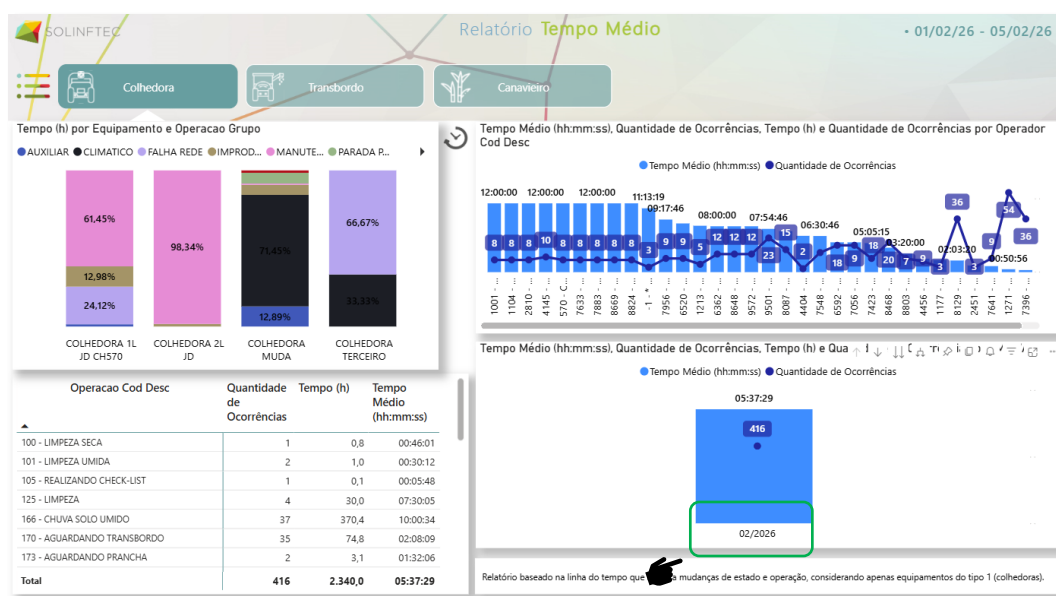 SOLINFTEC
Relatório Tempo Médio
• 01/02/26 - 05/02/26
Colhedora
Transbordo
Canavieiro
Tempo (h) por Equipamento e Operacao Grupo
AUXILIAR CLIMATICO FALHA REDE IMPROD... MANUTE... PARADA P...
61,45%
12,98%
24,12%
98,34%
71,45%
12,89%
66,67%
33,33%
COLHEDORA 1L JD CH570
COLHEDORA 2L JD
COLHEDORA MUDA
COLHEDORA TERCEIRO
Tempo Médio (hh:mm:ss), Quantidade de Ocorrências, Tempo (h) e Quantidade de Ocorrências por Operador
Cod Desc
Tempo Médio (hh:mm:ss) Quantidade de Ocorrências
12:00:00 12:00:00 12:00:00 11:13:19 09:17:46 08:00:00 07:54:46 06:30:46 05:05:15 03:20:00 02:03:20 00:50:56
8 8 8 10 8 8 8 8 8 3 9 9 5 12 12 12 23 15 2 18 9 18 20 7 9 3 36 3 9 54 36
1001 - ... 1104 - ... 2810 - ... 4145 - ... 570 - C... 7633 - ... 7883 - ... 8669 - ... 8824 - ... -1 - * 7956 - ... 6520 - ... 1213 - ... 6362 - ... 8648 - ... 9572 - ... 9501 - ... 8087 - ... 4404 - ... 7548 - ... 6592 - ... 7056 - ... 7423 - ... 8468 - ... 8803 - ... 4456 - ... 1177 - ... 8129 - ... 2451 - ... 7641 - ... 1271 - ... 7396 - ...
Tempo Médio (hh:mm:ss), Quantidade de Ocorrências, Tempo (h) e Qua
Tempo Médio (hh:mm:ss) Quantidade de Ocorrências
05:37:29
416
02/2026
Operacao Cod Desc Quantidade de Ocorrências Tempo (h) Tempo Médio (hh:mm:ss)
100 - LIMPEZA SECA 1 0,8 00:46:01
101 - LIMPEZA UMIDA 2 1,0 00:30:12
105 - REALIZANDO CHECK-LIST 1 0,1 00:05:48
125 - LIMPEZA 4 30,0 07:30:05
166 - CHUVA SOLO UMIDO 37 370,4 10:00:34
170 - AGUARDANDO TRANSBORDO 35 74,8 02:08:09
173 - AGUARDANDO PRANCHA 2 3,1 01:32:06
Total 416 2.340,0 05:37:29
Relatório baseado na linha do tempo que mudanças de estado e operação, considerando apenas equipamentos do tipo 1 (colhedoras).